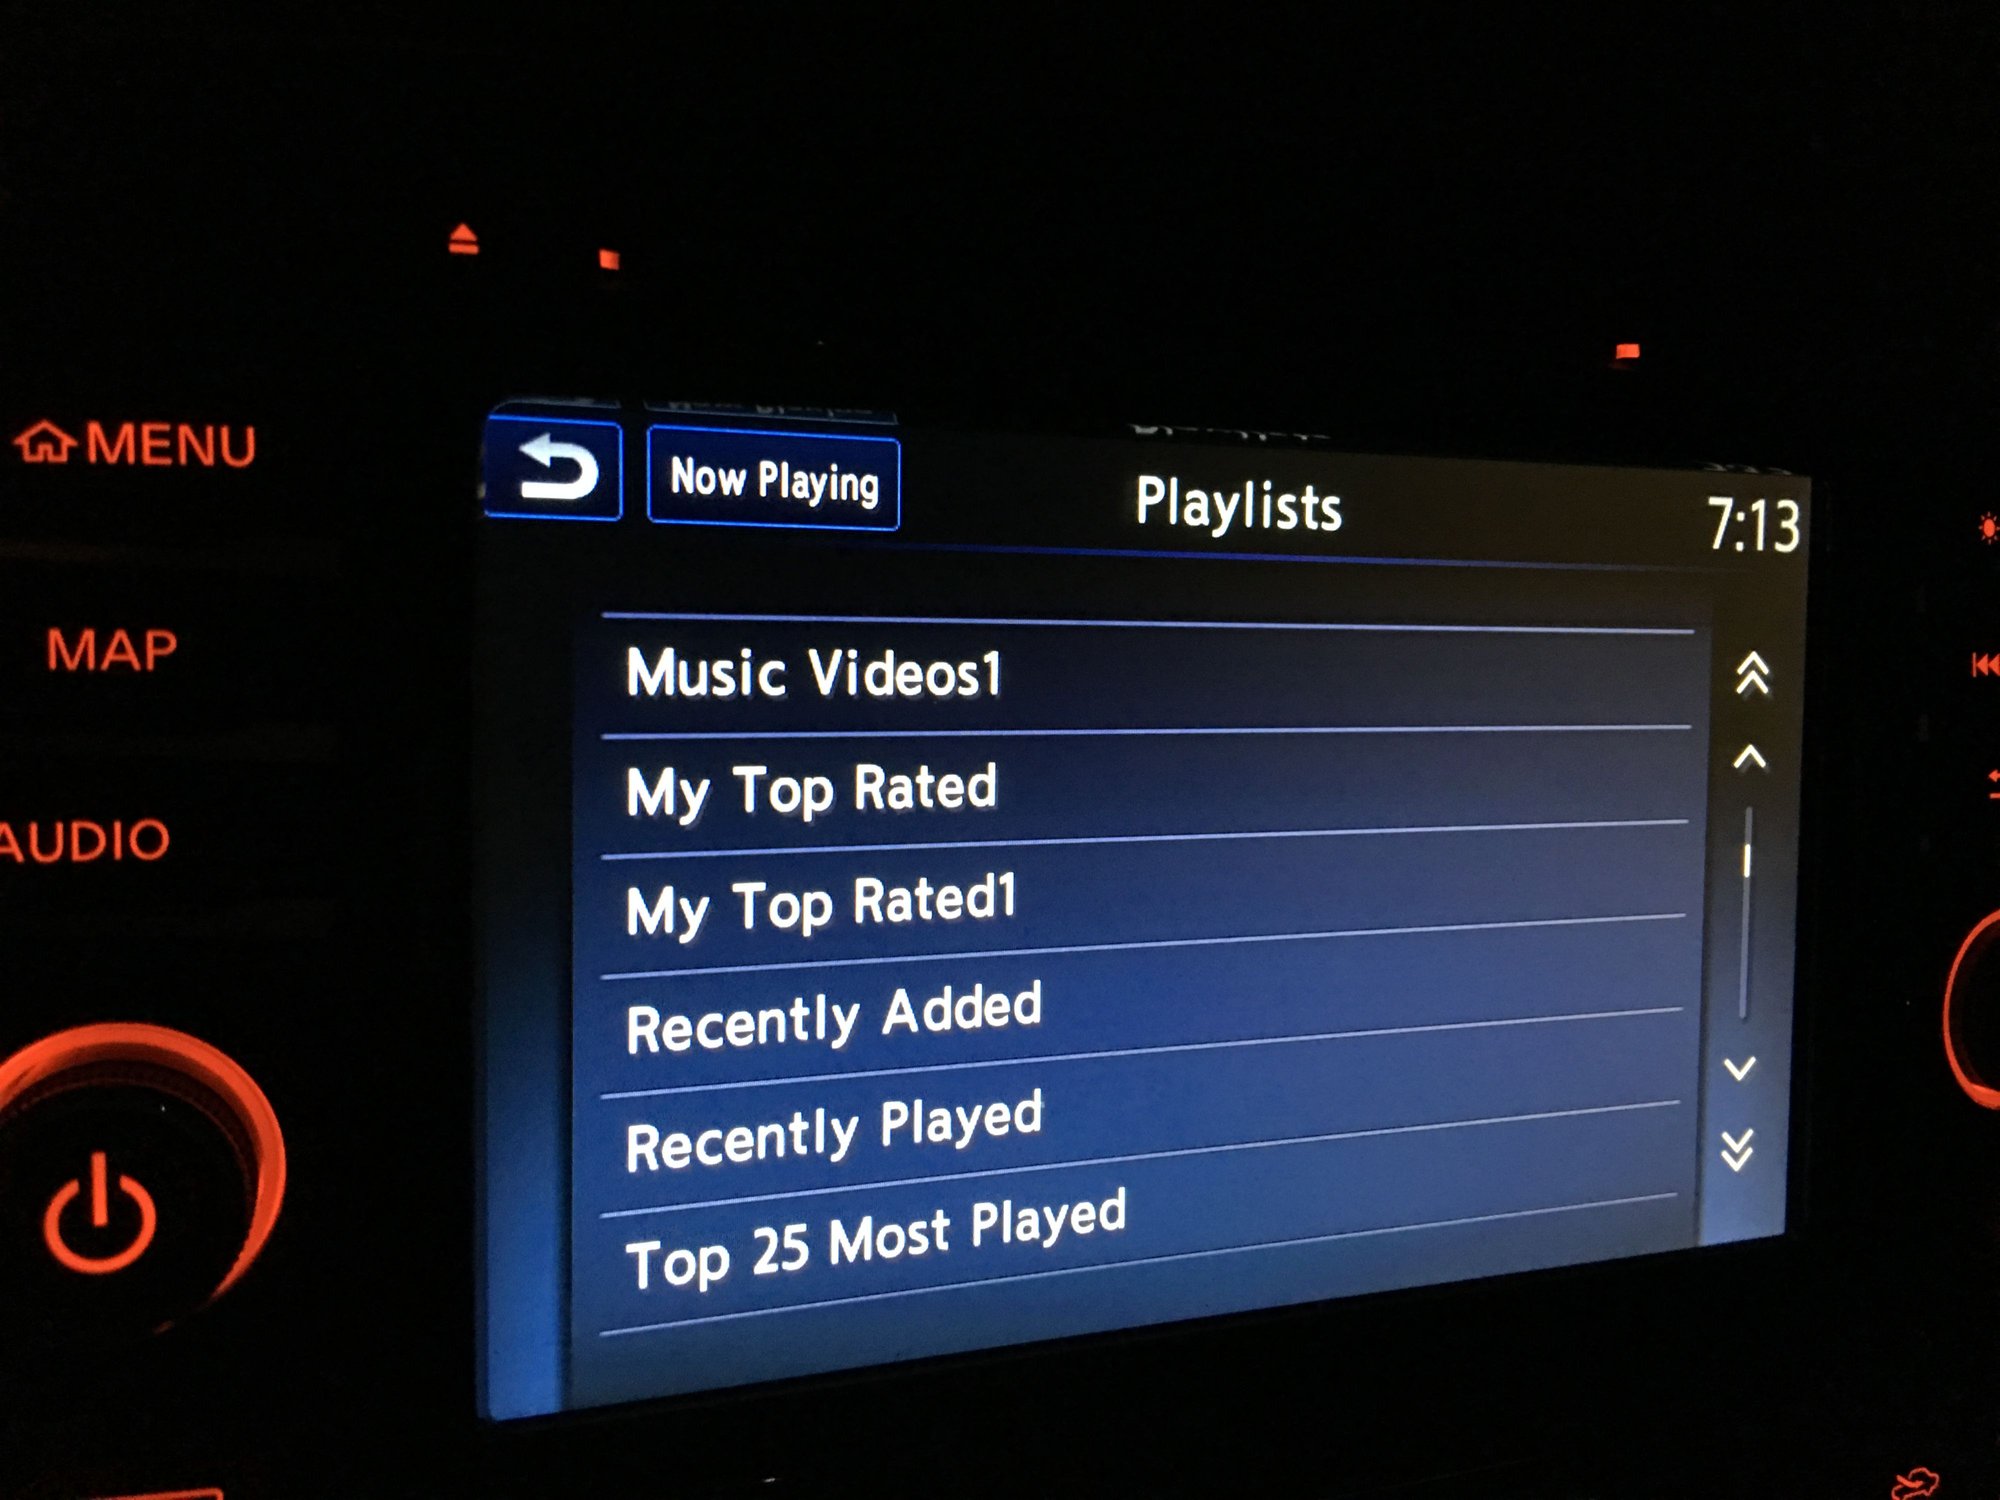 MENU
MAP
AUDIO
Now Playing
Playlists
7:13
Music Videos1
My Top Rated
My Top Rated1
Recently Added
Recently Played
Top 25 Most Played